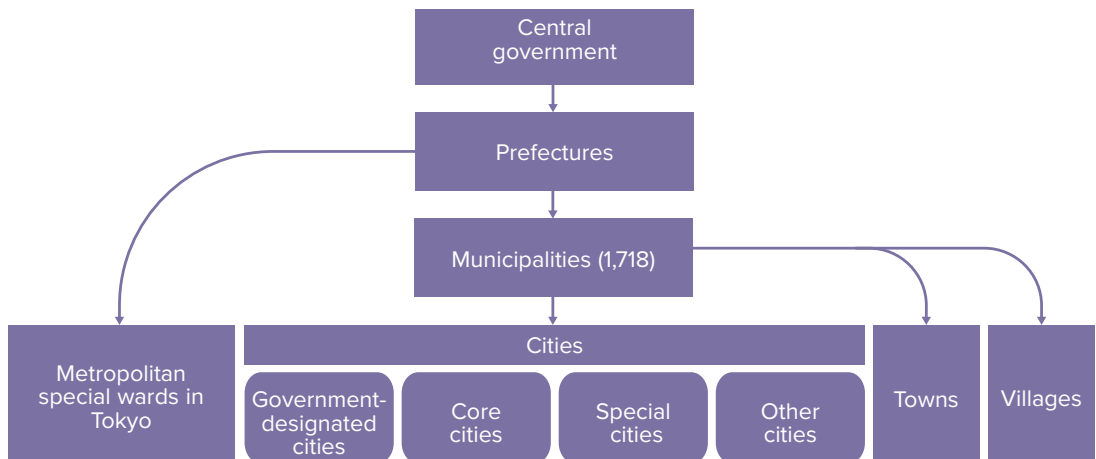 Central
government
Prefectures
Municipalities (1,718)
Metropolitan
special wards in
Tokyo
Cities
Government-
designated
cities
Core
cities
Special
cities
Other
cities
Towns
Villages